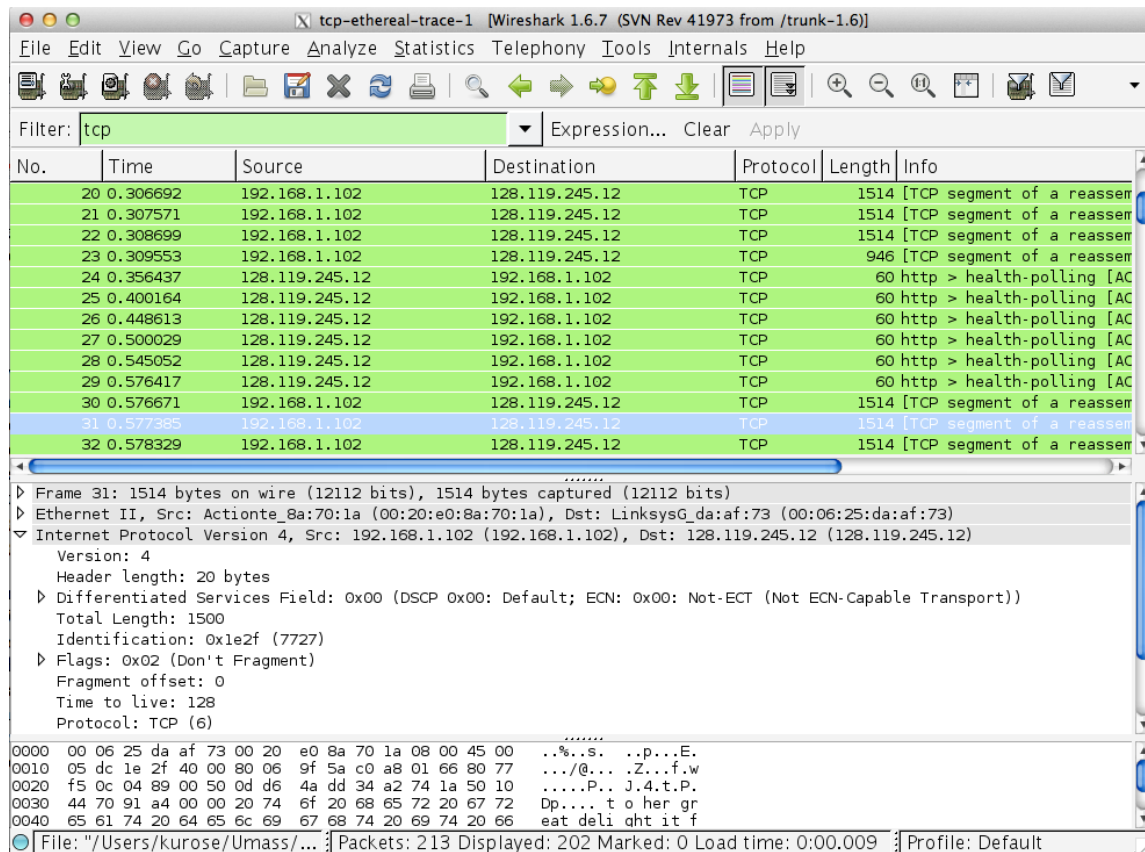 tcp-ethereal-trace-1 [Wireshark 1.6.7 (SVN Rev 41973 from /trunk-1.6)]
File Edit View Go Capture Analyze Statistics Telephony Tools Internals Help
Filter: tcp Expression... Clear Apply
No. Time Source Destination Protocol Length Info
20 0.306692 192.168.1.102 128.119.245.12 TCP 1514 [TCP segment of a reassem
21 0.307571 192.168.1.102 128.119.245.12 TCP 1514 [TCP segment of a reassem
22 0.308699 192.168.1.102 128.119.245.12 TCP 1514 [TCP segment of a reassem
23 0.309553 192.168.1.102 128.119.245.12 TCP 946 [TCP segment of a reassem
24 0.356437 128.119.245.12 192.168.1.102 TCP 60 http > health-polling [AC
25 0.400164 128.119.245.12 192.168.1.102 TCP 60 http > health-polling [AC
26 0.448613 128.119.245.12 192.168.1.102 TCP 60 http > health-polling [AC
27 0.500029 128.119.245.12 192.168.1.102 TCP 60 http > health-polling [AC
28 0.545052 128.119.245.12 192.168.1.102 TCP 60 http > health-polling [AC
29 0.576417 128.119.245.12 192.168.1.102 TCP 60 http > health-polling [AC
30 0.576671 192.168.1.102 128.119.245.12 TCP 1514 [TCP segment of a reassem
31 0.577385 192.168.1.102 128.119.245.12 TCP 1514 [TCP segment of a reassem
32 0.578329 192.168.1.102 128.119.245.12 TCP 1514 [TCP segment of a reassem
Frame 31: 1514 bytes on wire (12112 bits), 1514 bytes captured (12112 bits)
Ethernet II, Src: Actionte_8a:70:1a (00:20:e0:8a:70:1a), Dst: LinksysG_da:af:73 (00:06:25:da:af:73)
Internet Protocol Version 4, Src: 192.168.1.102 (192.168.1.102), Dst: 128.119.245.12 (128.119.245.12)
Version: 4
Header length: 20 bytes
Differentiated Services Field: 0x00 (DSCP 0x00: Default; ECN: 0x00: Not-ECT (Not ECN-Capable Transport))
Total Length: 1500
Identification: 0x1e2f (7727)
Flags: 0x02 (Don't Fragment)
Fragment offset: 0
Time to live: 128
Protocol: TCP (6)
0000 00 06 25 da af 73 00 20 e0 8a 70 1a 08 00 45 00 ..%..s. ..p...E.
0010 05 dc 1e 2f 40 00 80 06 9f 5a c0 a8 01 66 80 77 .../@... .Z...f.w
0020 f5 0c 04 89 00 50 0d d6 4a dd 34 a2 74 1a 50 10 .....P.. J.4.t.P.
0030 44 70 91 a4 00 00 20 74 6f 20 68 65 72 20 67 72 Dp.... t o her gr
0040 65 61 74 20 64 65 6c 69 67 68 74 20 69 74 20 66 eat deli ght it f
File: "/Users/kurose/Umass/... Packets: 213 Displayed: 202 Marked: 0 Load time: 0:00.009 Profile: Default